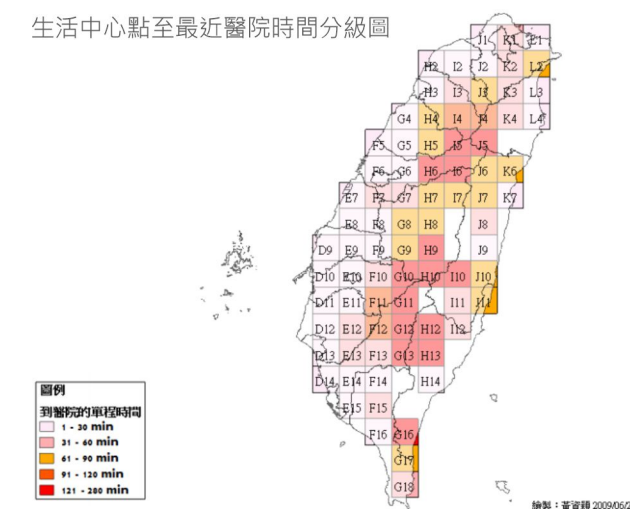 生活中心點至最近醫院時間分級圖
J1 K1 L1
H2 I2 J2 K2 L2
H3 I3 J3 K3 L3
G4 H4 I4 J4 K4 L4
F5 G5 H5 I5 J5
F6 G6 H6 I6 J6 K6
E7 F7 G7 H7 I7 J7 K7
E8 F8 G8 H8 J8
D9 E9 F9 G9 H9 J9
D10 E10 F10 G10 H10 I10 J10
D11 E11 F11 G11 I11 J11
D12 E12 F12 G12 H12 I12
D13 E13 F13 G13 H13
D14 E14 F14 H14
E15 F15
F16 G16
G17
G18
圖例
到醫院的單程時間
1 - 30 min
31 - 60 min
61 - 90 min
91 - 120 min
121 - 280 min
繪製：黃資穎 2009/06/2